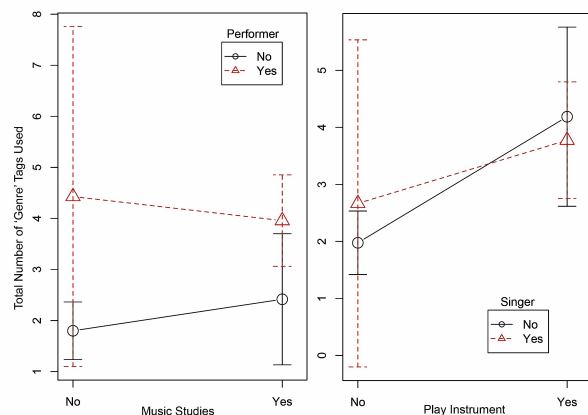 Total Number of 'Genre' Tags Used
8
7
6
5
4
3
2
1
Performer
No
Yes
No
Yes
Music Studies
5
4
3
2
1
0
Singer
No
Yes
No
Yes
Play Instrument